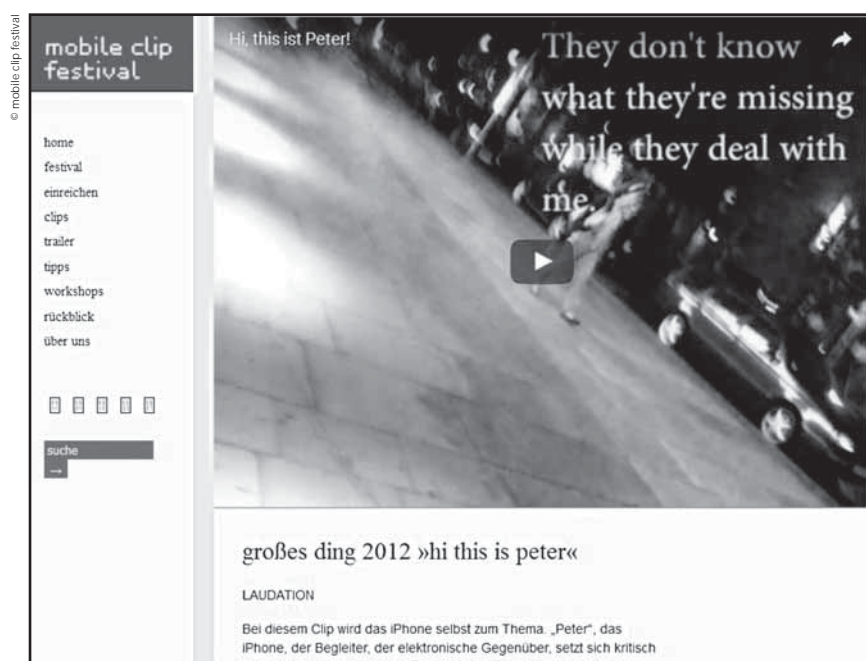 © mobile clip festival
mobile clip
festival
home
festival
einreichen
clips
trailer
tipps
workshops
rückblick
über uns
suche
→
Hi, this ist Peter!
They don't know
what they're missing
while they deal with
me.
großes ding 2012 »hi this is peter«
LAUDATION
Bei diesem Clip wird das iPhone selbst zum Thema. „Peter“, das
iPhone, der Begleiter, der elektronische Gegenüber, setzt sich kritisch